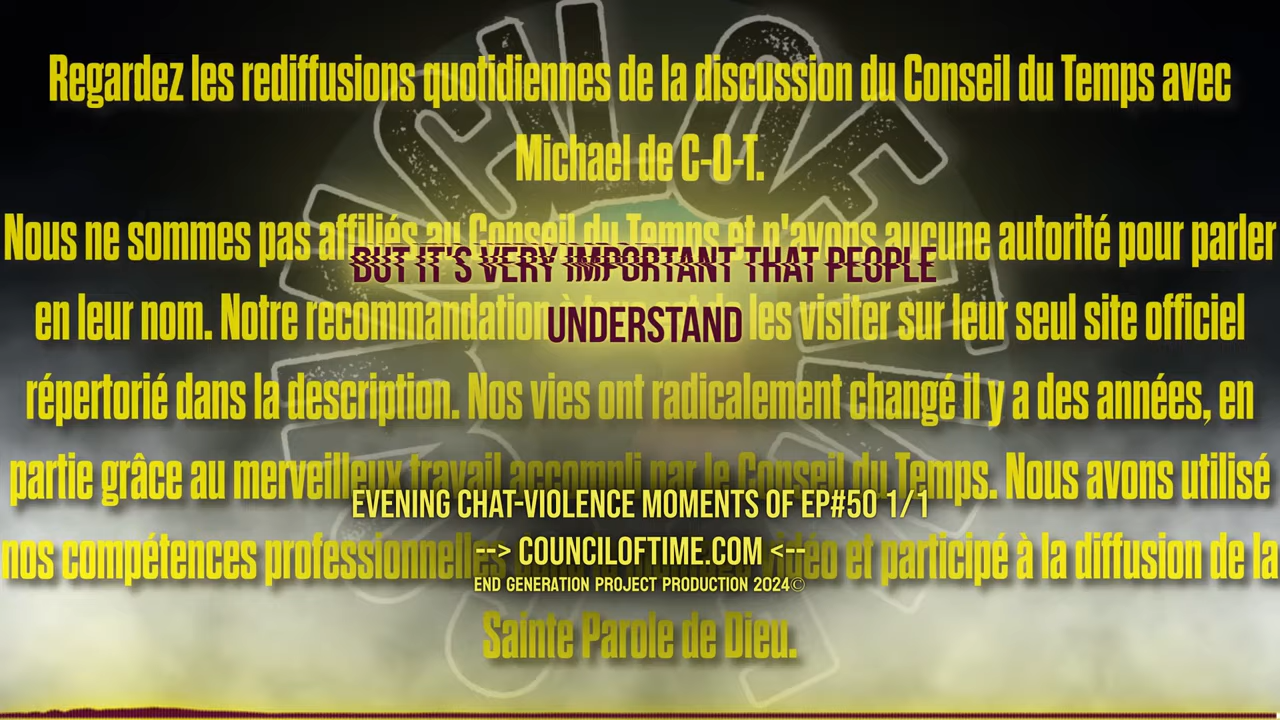 Regardez les rediffusions quotidiennes de la discussion du Conseil du Temps avec
Michael de C-O-T.
Nous ne sommes pas affiliés au Conseil du Temps et n'avons aucune autorité pour parler
BUT IT'S VERY IMPORTANT THAT PEOPLE
en leur nom. Notre recommandation à tous est de les visiter sur leur seul site officiel
UNDERSTAND
répertorié dans la description. Nos vies ont radicalement changé il y a des années, en
partie grâce au merveilleux travail accompli par le Conseil du Temps. Nous avons utilisé
EVENING CHAT-VIOLENCE MOMENTS OF EP#50 1/1
--> COUNCILOFTIME.COM <--
nos compétences professionnelles et participé à la diffusion de la
END GENERATION PROJECT PRODUCTION 2024©
Sainte Parole de Dieu.